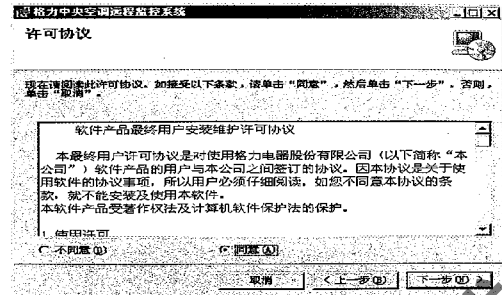 格力中央空调远程监控系统
许可协议
现在请阅读此许可协议。如接受以下条款，请单击“同意”，然后单击“下一步”。否则，
单击“取消”。
软件产品最终用户安装维护许可协议
本最终用户许可协议是对使用格力电器股份有限公司（以下简称“本
公司”）软件产品的用户与本公司之间签订的协议。因本协议是关于使
用软件的协议事项，所以用户必须仔细阅读。如您不同意本协议的条
款，就不能安装及使用本软件。
本软件产品受著作权法及计算机软件保护法的保护。
1.使用许可
不同意(D) 同意(A)
取消 <上一步(B) 下一步(N)>